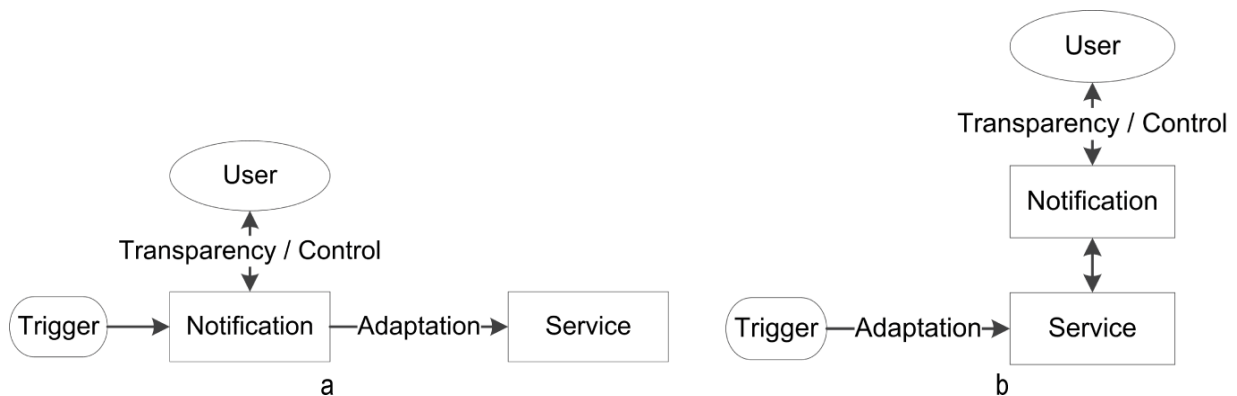 User
Transparency / Control
Trigger
Notification
Adaptation
Service
a
User
Transparency / Control
Notification
Trigger
Adaptation
Service
b